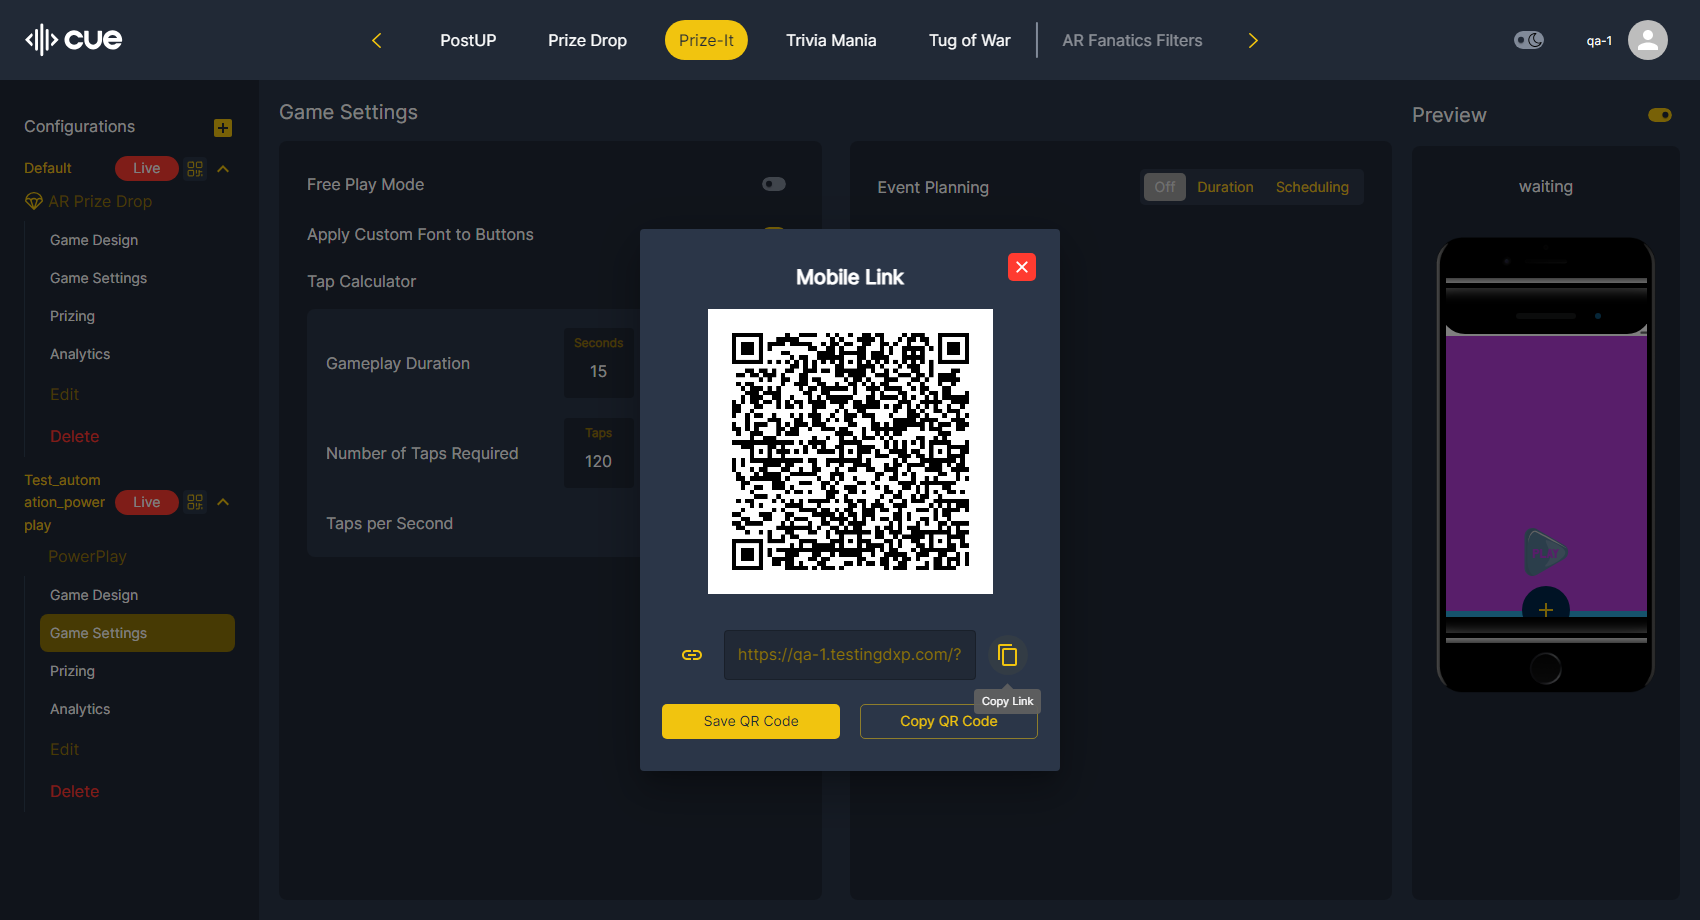 cue
PostUP
Prize Drop
Prize-It
Trivia Mania
Tug of War
AR Fanatics Filters
qa-1
Configurations
Default
Live
AR Prize Drop
Game Design
Game Settings
Prizing
Analytics
Edit
Delete
Test_autom
ation_power
play
Live
PowerPlay
Game Design
Game Settings
Prizing
Analytics
Edit
Delete
Game Settings
Free Play Mode
Apply Custom Font to Buttons
Tap Calculator
Gameplay Duration
Seconds
15
Number of Taps Required
Taps
120
Taps per Second
Event Planning
Off
Duration
Scheduling
Mobile Link
https://qa-1.testingdxp.com/?
Copy Link
Save QR Code
Copy QR Code
Preview
waiting